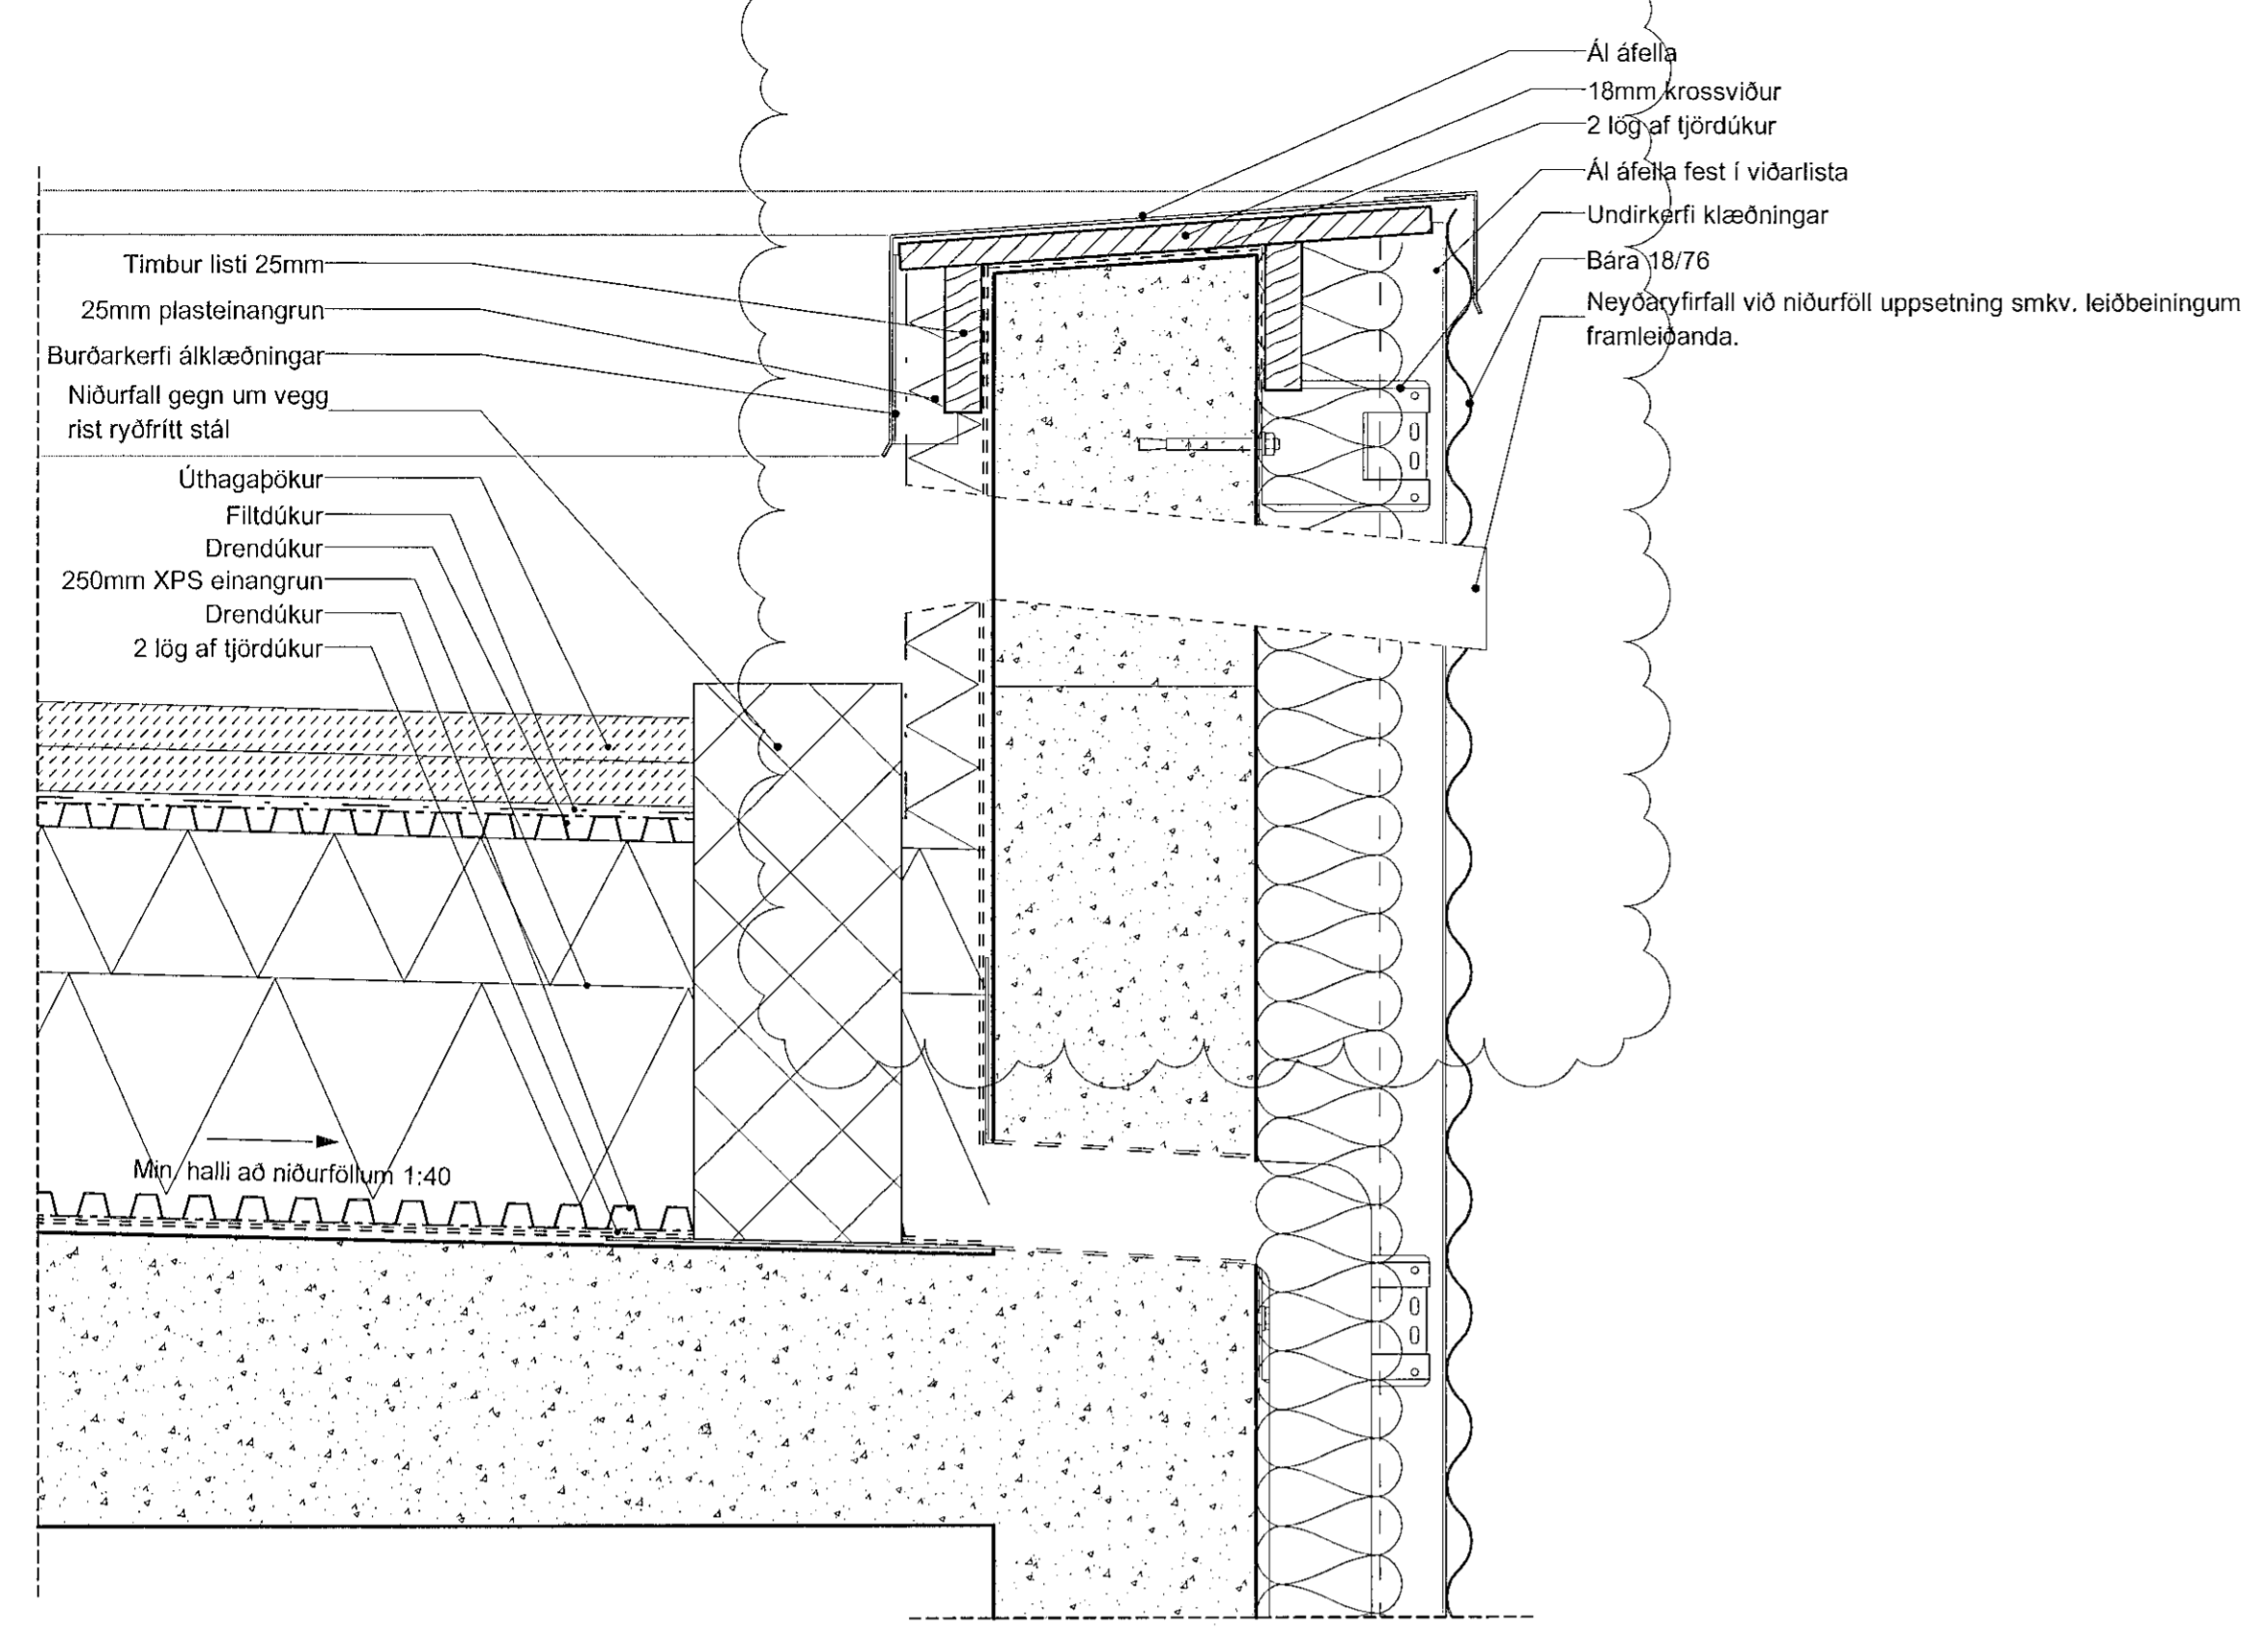 Ál áfella
18mm krossviður
2 lög af tjördúkur
Ál áfella fest í viðarlista
Undirkerfi klæðningar
Bára 18/76
Neyðaryfirfall við niðurföll uppsetning smkv. leiðbeiningum
framleiðanda.
Timbur listi 25mm
25mm plasteinangrun
Burðarkerfi álklæðningar
Niðurfall gegn um vegg
rist ryðfrítt stál
Úthagaþökur
Filtdúkur
Drendúkur
250mm XPS einangrun
Drendúkur
2 lög af tjördúkur
Min. halli að niðurföllum 1:40